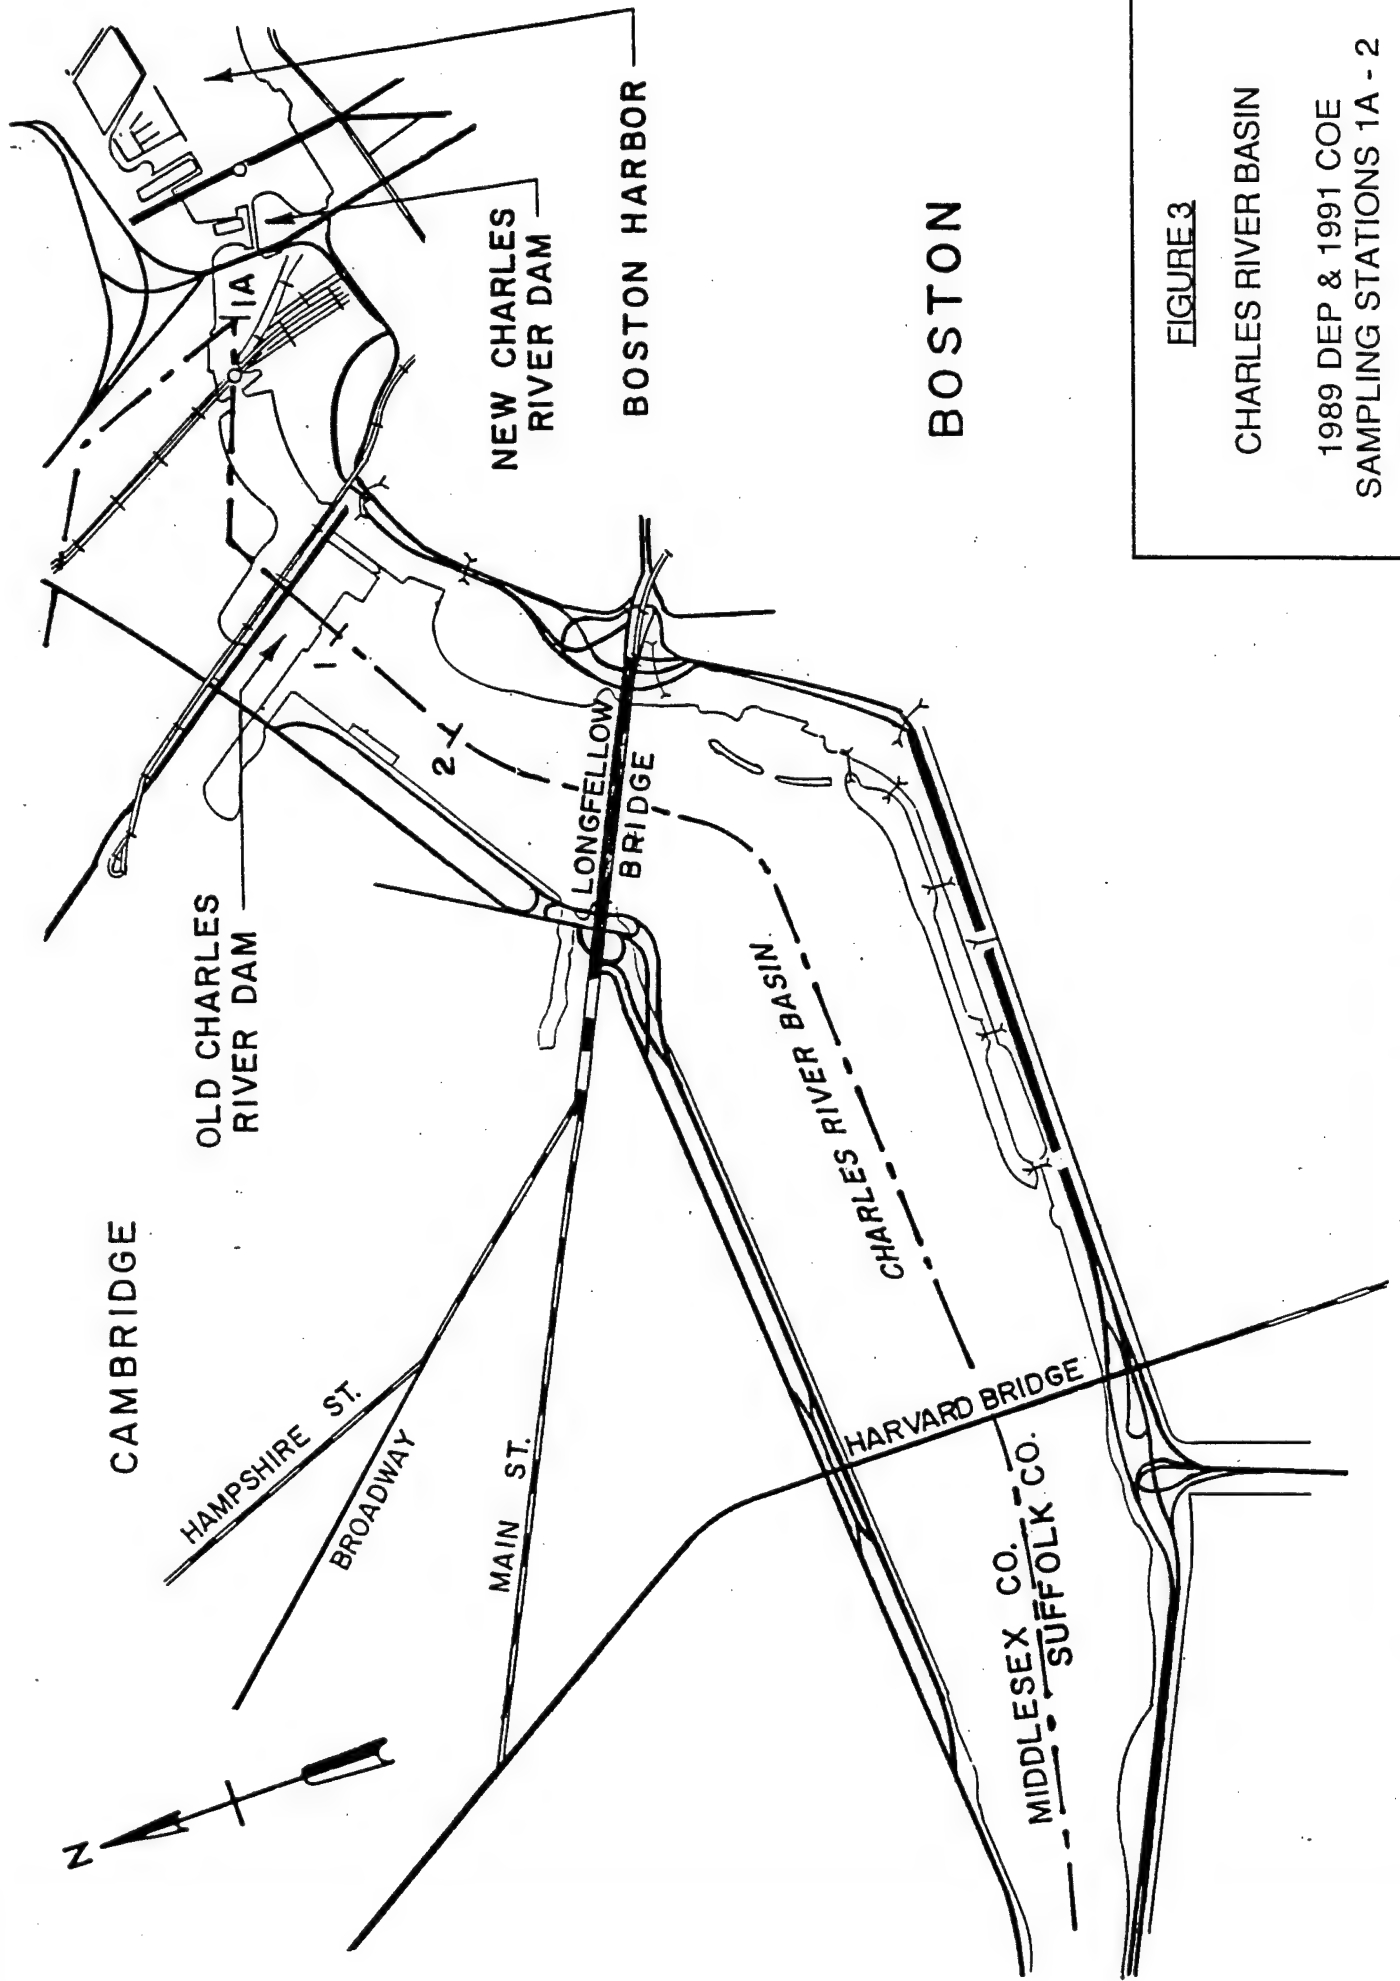 CAMBRIDGE
HAMPSHIRE ST.
BROADWAY
MAIN ST.
OLD CHARLES
RIVER DAM
1A
1
2
NEW CHARLES
RIVER DAM
BOSTON HARBOR
LONGFELLOW
BRIDGE
CHARLES RIVER BASIN
HARVARD BRIDGE
MIDDLESEX CO.
SUFFOLK CO.
BOSTON
N
FIGURE 3
CHARLES RIVER BASIN
1989 DEP & 1991 COE
SAMPLING STATIONS 1A - 2